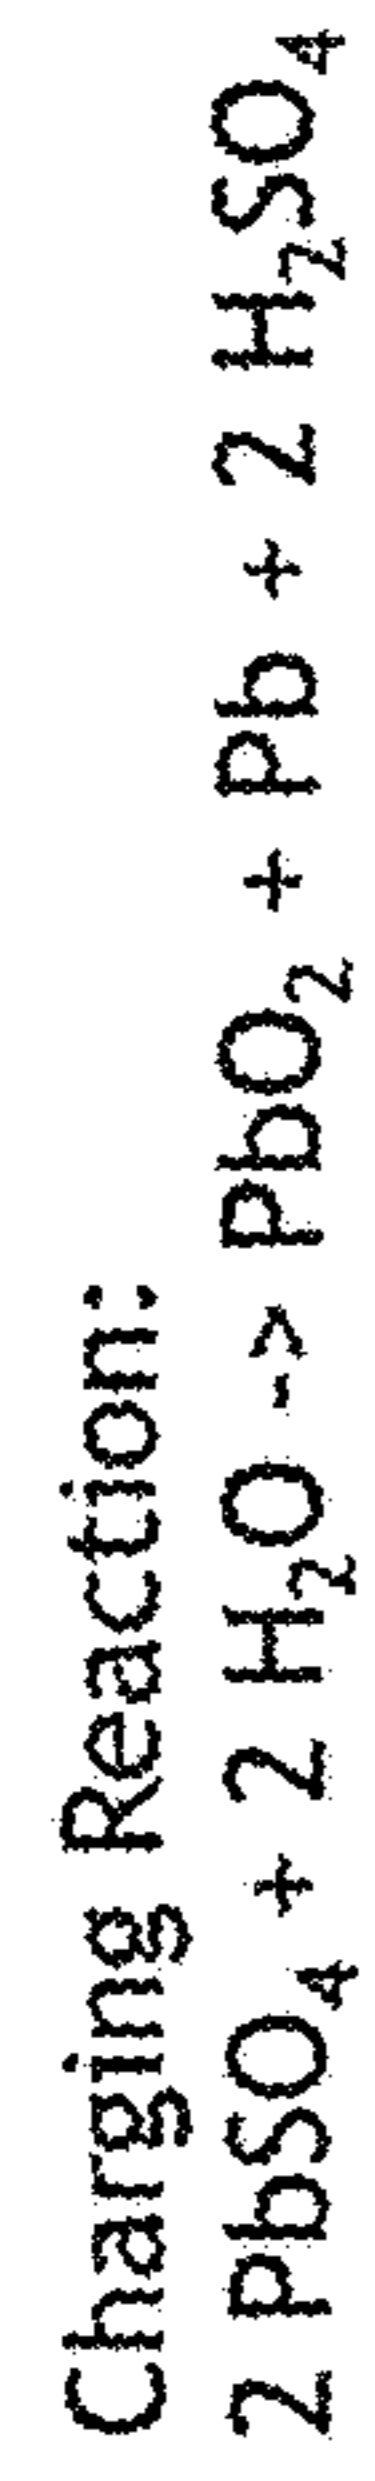 Charging Reaction:
2 PbSO₄ + 2 H₂O -> PbO₂ + Pb + 2 H₂SO₄